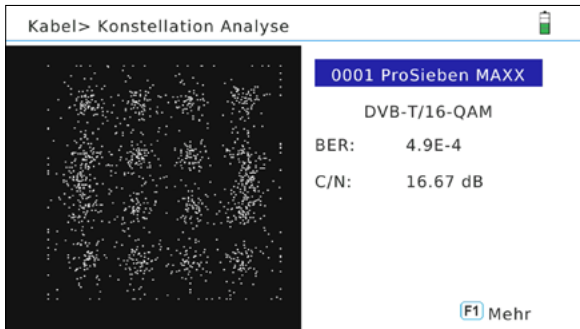 Kabel> Konstellation Analyse
0001 ProSieben MAXX
DVB-T/16-QAM
BER: 4.9E-4
C/N: 16.67 dB
F1 Mehr